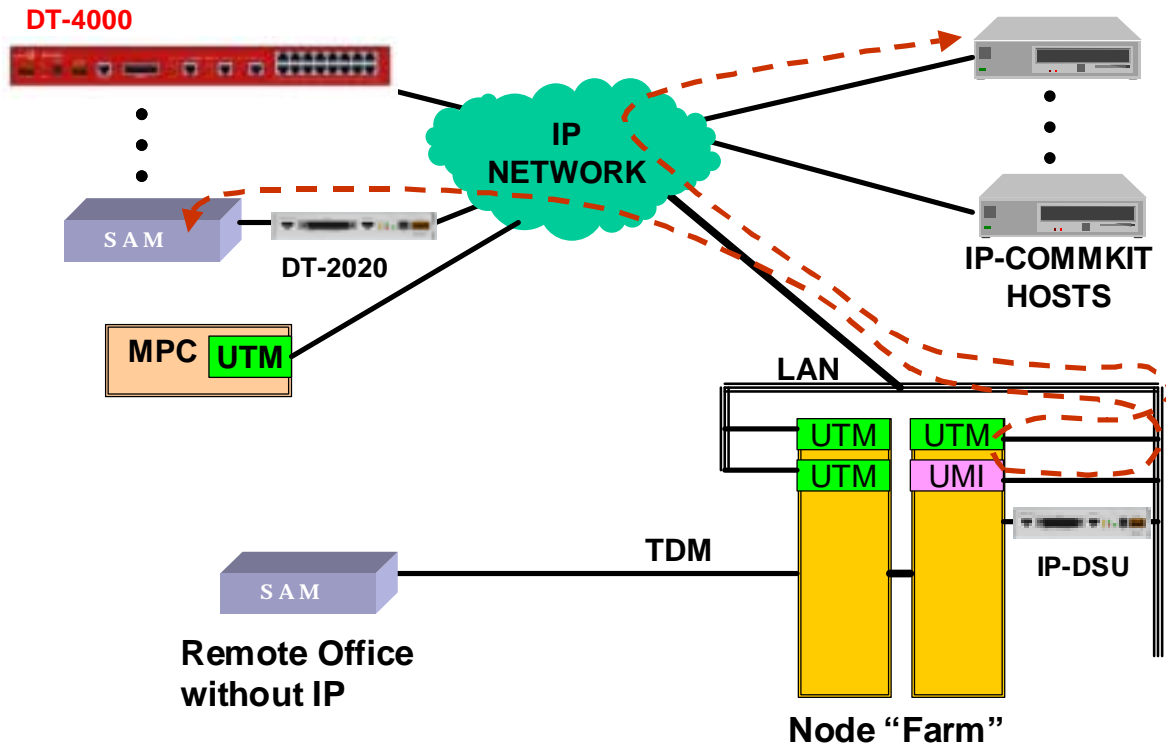 DT-4000
IP
NETWORK
SAM
DT-2020
IP-COMMKIT
HOSTS
MPC
UTM
LAN
UTM
UTM
UTM
UMI
TDM
IP-DSU
SAM
Remote Office
without IP
Node “Farm”